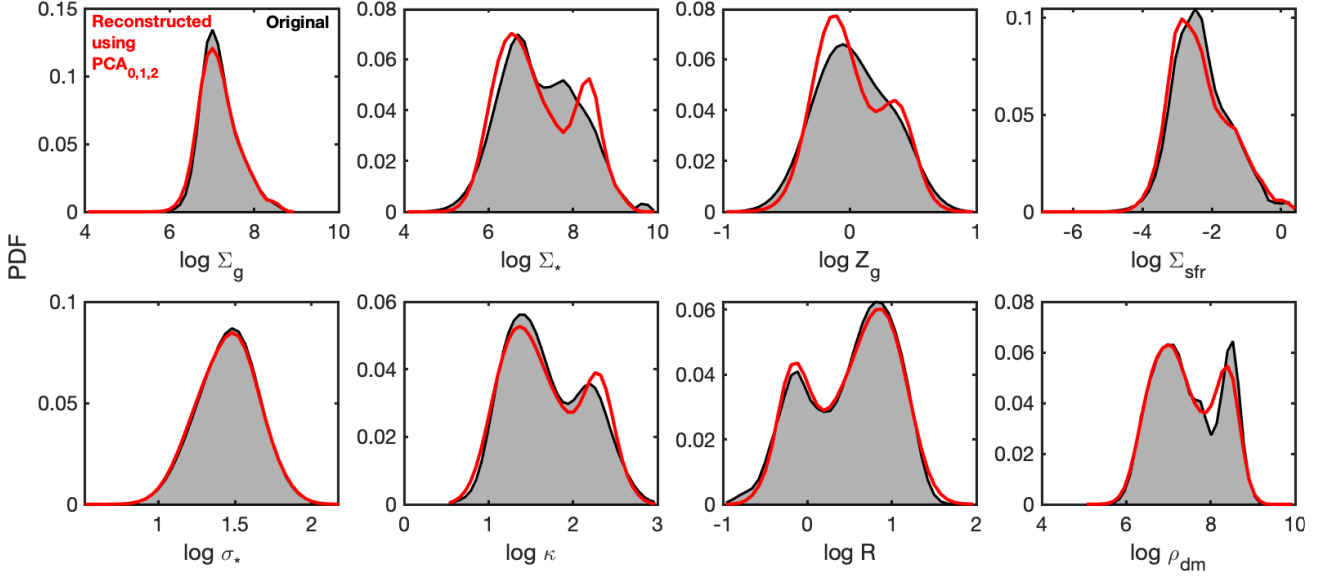 Reconstructed
using
PCA0,1,2
Original
0.15
0.1
0.05
0
4 6 8 10
log Σg
0.08
0.06
0.04
0.02
0
4 6 8 10
log Σ*
0.08
0.06
0.04
0.02
0
-1 0 1
log Zg
0.1
0.05
0
-6 -4 -2 0
log Σsfr
PDF
0.1
0.05
0
1 1.5 2
log σ*
0.06
0.04
0.02
0
0 1 2 3
log κ
0.06
0.04
0.02
0
-1 0 1 2
log R
0.08
0.06
0.04
0.02
0
4 6 8 10
log ρdm